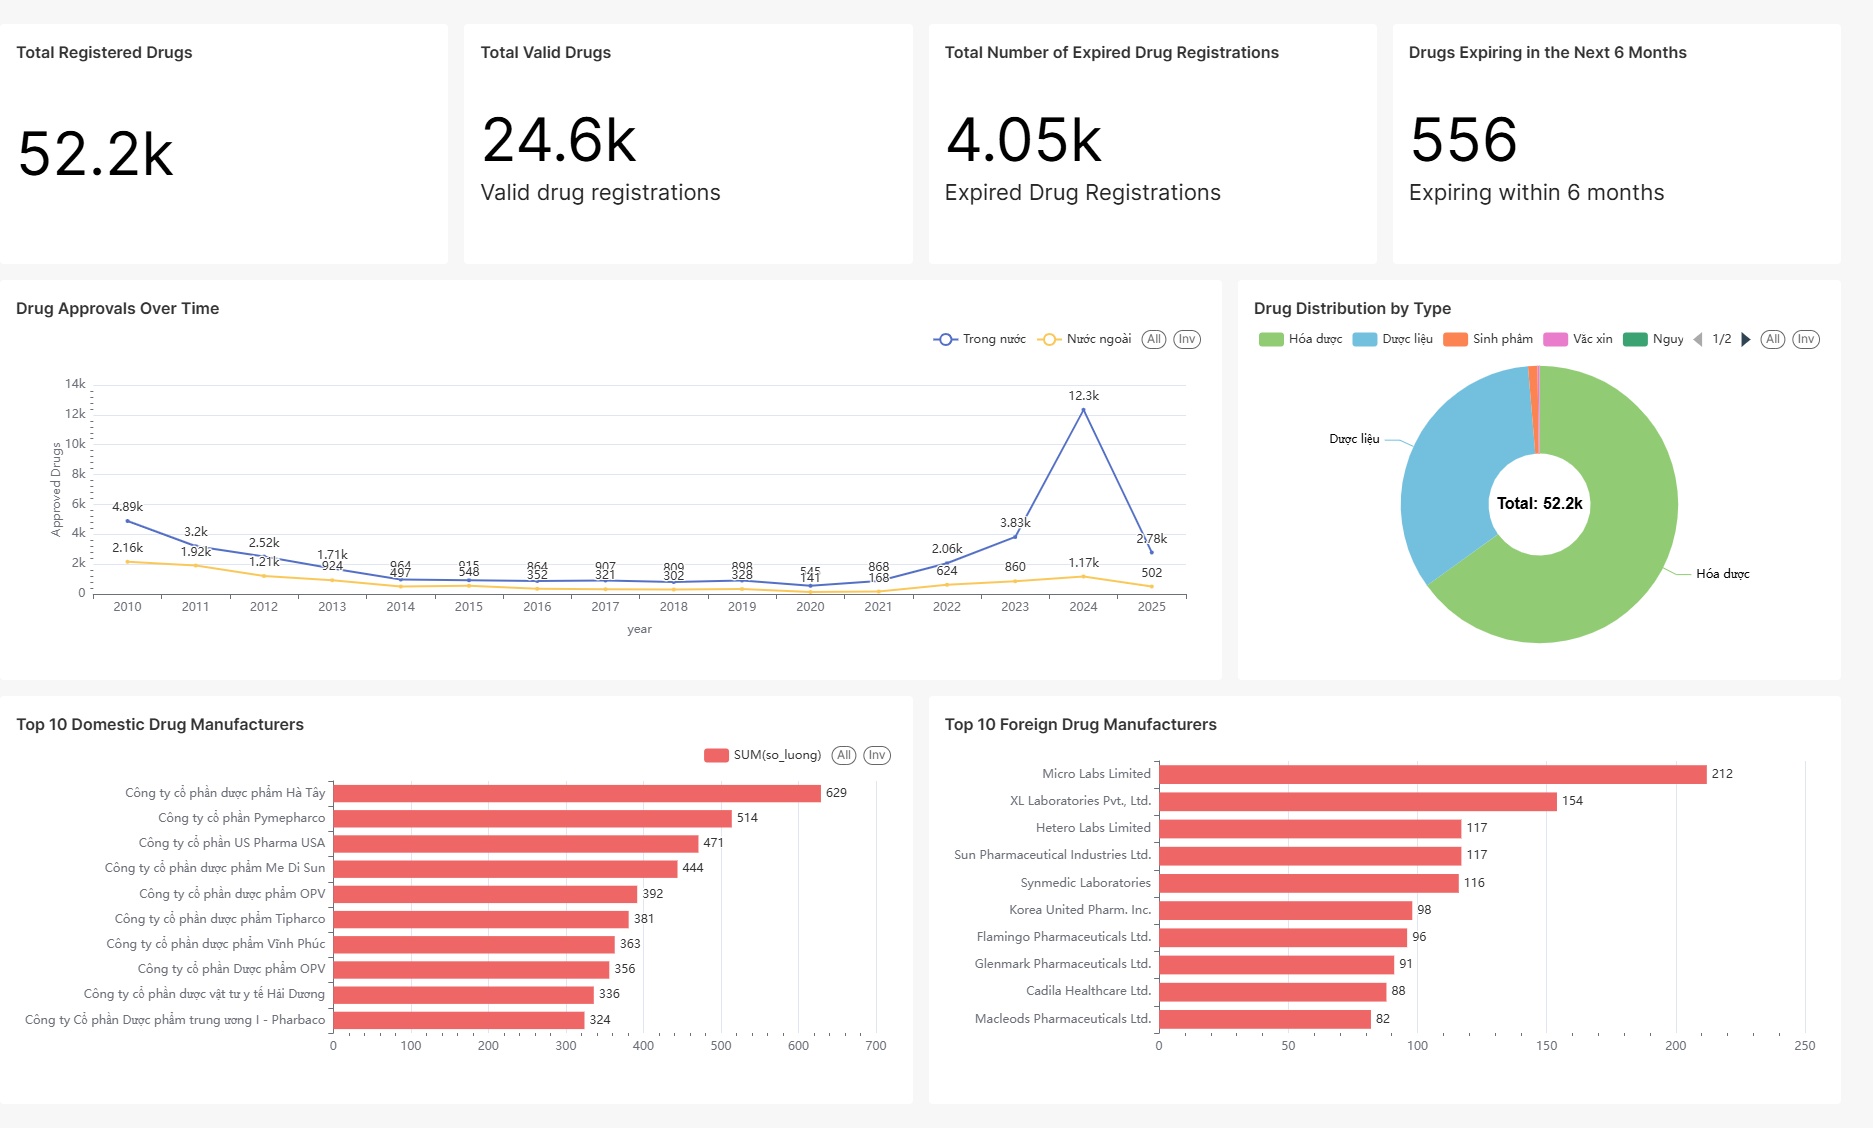 Total Registered Drugs
52.2k
Total Valid Drugs
24.6k
Valid drug registrations
Total Number of Expired Drug Registrations
4.05k
Expired Drug Registrations
Drugs Expiring in the Next 6 Months
556
Expiring within 6 months
Drug Approvals Over Time
Trong nước Nước ngoài All Inv
Approved Drugs
14k
12k
10k
8k
6k
4k
2k
0
4.89k 3.2k 2.52k 1.71k 964 915 864 907 809 898 545 868 2.06k 3.83k 12.3k 2.78k
2.16k 1.92k 1.21k 924 497 548 352 321 302 328 141 168 624 860 1.17k 502
2010 2011 2012 2013 2014 2015 2016 2017 2018 2019 2020 2021 2022 2023 2024 2025
year
Drug Distribution by Type
Hóa dược Dược liệu Sinh phẩm Vắc xin Nguy 1/2 All Inv
Dược liệu
Total: 52.2k
Hóa dược
Top 10 Domestic Drug Manufacturers
SUM(so_luong) All Inv
Công ty cổ phần dược phẩm Hà Tây 629
Công ty cổ phần Pymepharco 514
Công ty cổ phần US Pharma USA 471
Công ty cổ phần dược phẩm Me Di Sun 444
Công ty cổ phần dược phẩm OPV 392
Công ty cổ phần dược phẩm Tipharco 381
Công ty cổ phần dược phẩm Vĩnh Phúc 363
Công ty cổ phần Dược phẩm OPV 356
Công ty cổ phần dược vật tư y tế Hải Dương 336
Công ty Cổ phần Dược phẩm trung ương I - Pharbaco 324
0 100 200 300 400 500 600 700
Top 10 Foreign Drug Manufacturers
Micro Labs Limited 212
XL Laboratories Pvt., Ltd. 154
Hetero Labs Limited 117
Sun Pharmaceutical Industries Ltd. 117
Synmedic Laboratories 116
Korea United Pharm. Inc. 98
Flamingo Pharmaceuticals Ltd. 96
Glenmark Pharmaceuticals Ltd. 91
Cadila Healthcare Ltd. 88
Macleods Pharmaceuticals Ltd. 82
0 50 100 150 200 250